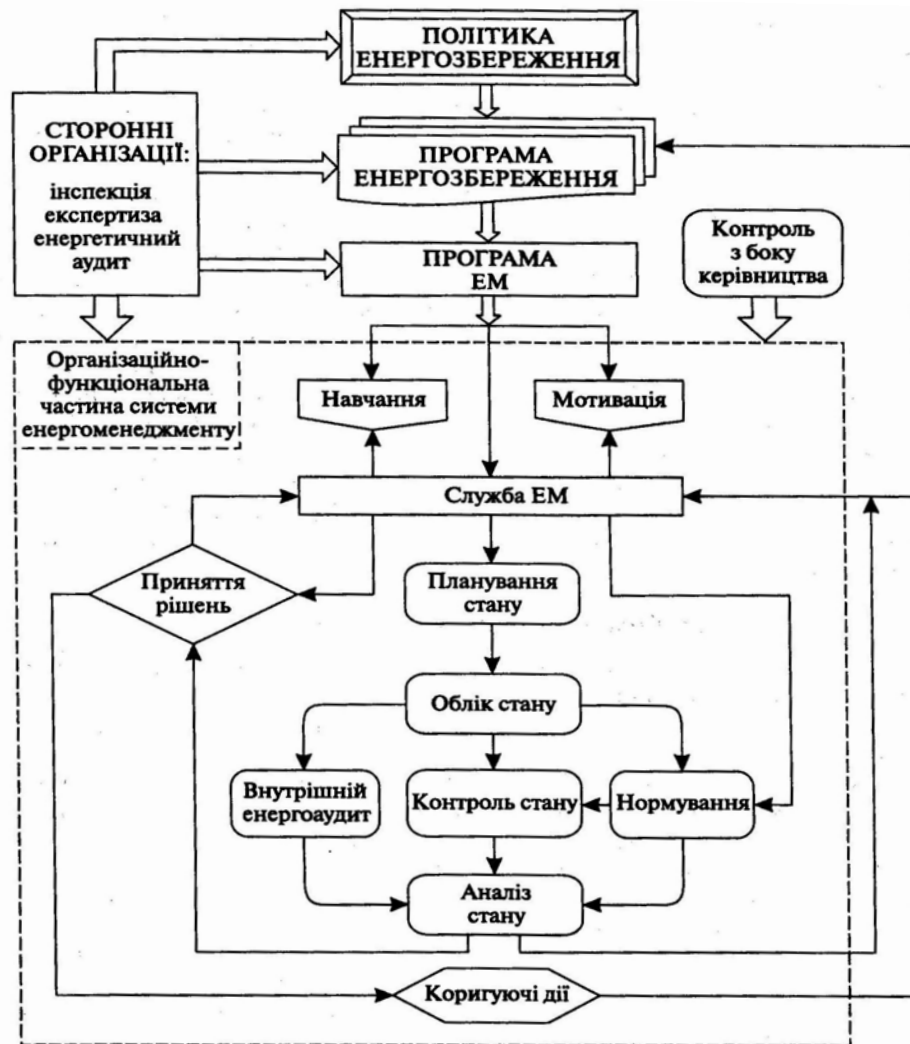 ПОЛІТИКА
ЕНЕРГОЗБЕРЕЖЕННЯ
СТОРОННІ
ОРГАНІЗАЦІЇ:
інспекція
експертиза
енергетичний
аудит
ПРОГРАМА
ЕНЕРГОЗБЕРЕЖЕННЯ
ПРОГРАМА
ЕМ
Контроль
з боку
керівництва
Організаційно-
функціональна
частина системи
енергоменеджменту
Навчання
Мотивація
Служба ЕМ
Приняття
рішень
Планування
стану
Облік стану
Внутрішній
енергоаудит
Контроль стану
Нормування
Аналіз
стану
Коригуючі дії